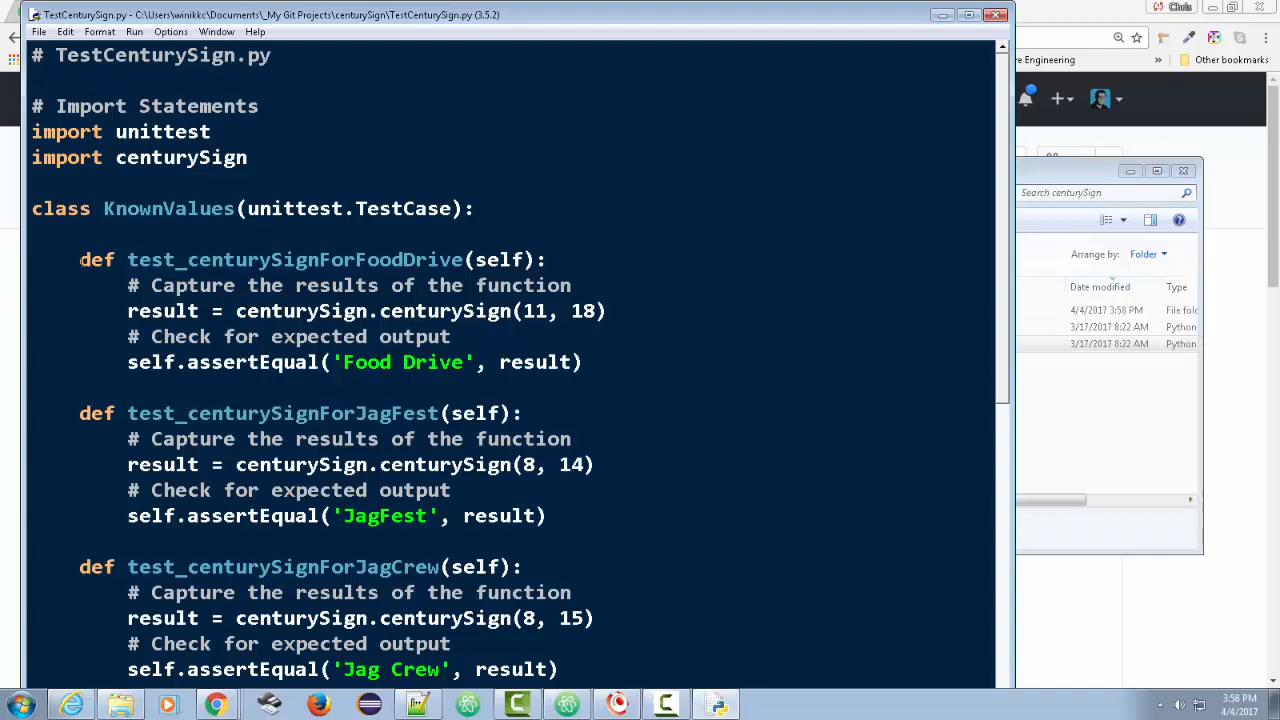 TestCenturySign.py - C:\Users\winikkc\Documents\_My Git Projects\centurySign\TestCenturySign.py (3.5.2)
Chris
File Edit Format Run Options Window Help
# TestCenturySign.py
# Import Statements
import unittest
import centurySign
class KnownValues(unittest.TestCase):
def test_centurySignForFoodDrive(self):
# Capture the results of the function
result = centurySign.centurySign(11, 18)
# Check for expected output
self.assertEqual('Food Drive', result)
def test_centurySignForJagFest(self):
# Capture the results of the function
result = centurySign.centurySign(8, 14)
# Check for expected output
self.assertEqual('JagFest', result)
def test_centurySignForJagCrew(self):
# Capture the results of the function
result = centurySign.centurySign(8, 15)
# Check for expected output
self.assertEqual('Jag Crew', result)
re Engineering
» Other bookmarks
Search centurySign
Arrange by: Folder
Date modified Type
4/4/2017 3:58 PM File fold
3/17/2017 8:22 AM Python
3/17/2017 8:22 AM Python
3:58 PM
4/4/2017